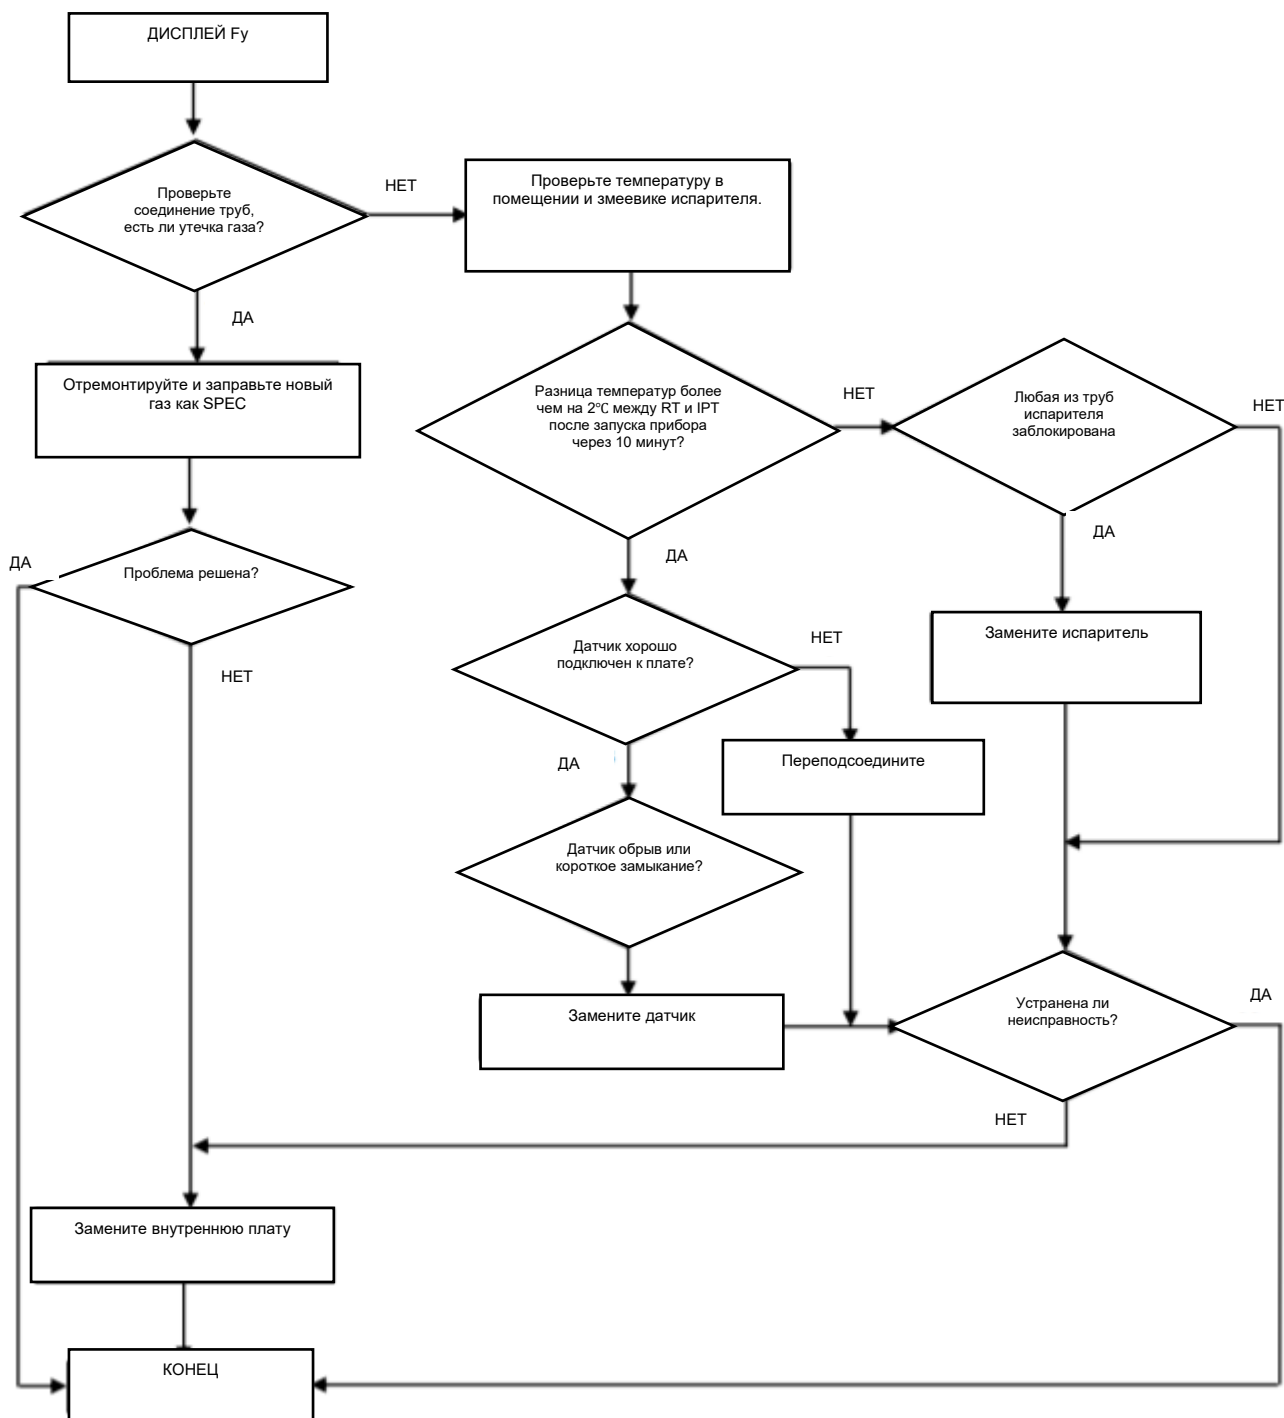 ДИСПЛЕЙ Fy
Проверьте
соединение труб,
есть ли утечка газа?
НЕТ
Проверьте температуру в
помещении и змеевике испарителя.
ДА
Отремонтируйте и заправьте новый
газ как SPEC
Разница температур более
чем на 2℃ между RT и IPT
после запуска прибора
через 10 минут?
НЕТ
Любая из труб
испарителя
заблокирована
НЕТ
ДА
Проблема решена?
ДА
ДА
НЕТ
Датчик хорошо
подключен к плате?
НЕТ
Замените испаритель
ДА
Переподсоедините
Датчик обрыв или
короткое замыкание?
Замените датчик
Устранена ли
неисправность?
ДА
НЕТ
Замените внутреннюю плату
КОНЕЦ